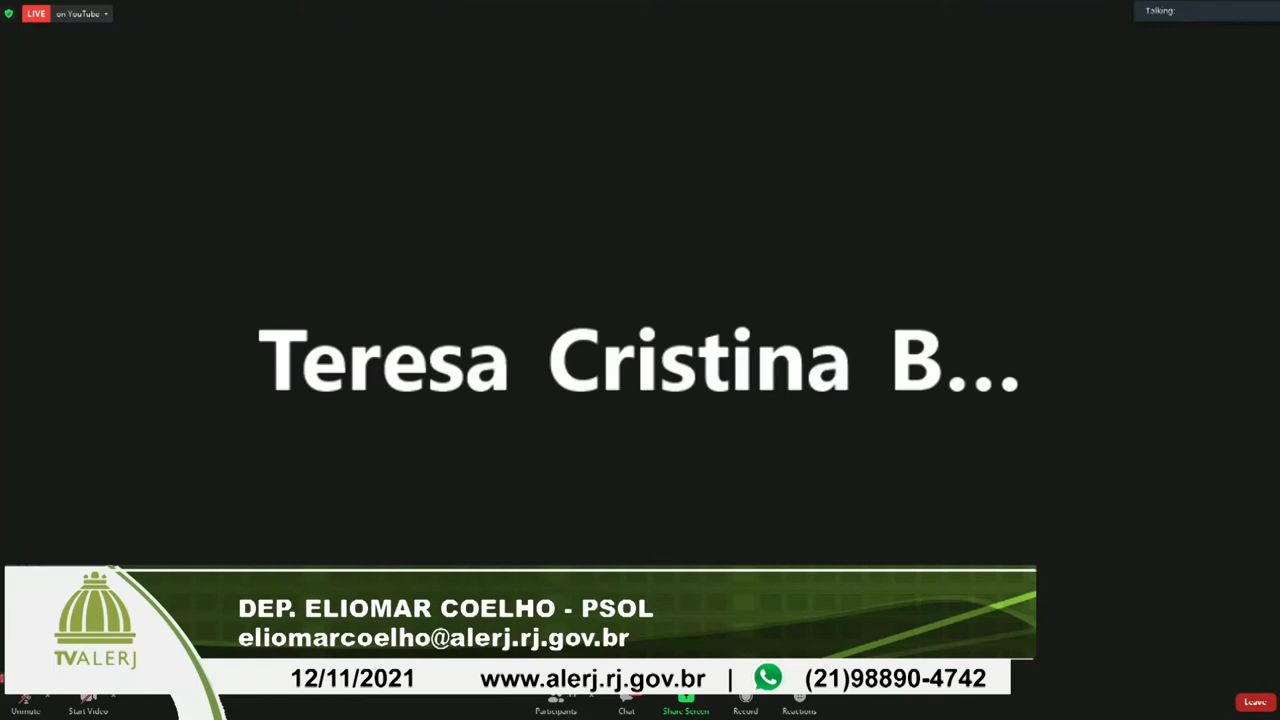 LIVE on YouTube
Talking:
Teresa Cristina B...
DEP. ELIOMAR COELHO - PSOL
eliomarcoelho@alerj.rj.gov.br
TVALERJ
12/11/2021 www.alerj.rj.gov.br | (21)98890-4742
Unmute Start Video Participants Chat Share Screen Record Reactions Leave